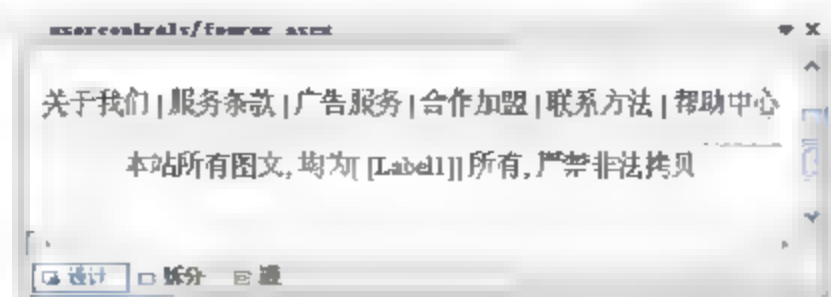 关于我们 | 服务条款 | 广告服务 | 合作加盟 | 联系方法 | 帮助中心
本站所有图文, 均为[ [Label1]] 所有, 严禁非法拷贝
设计 拆分 源